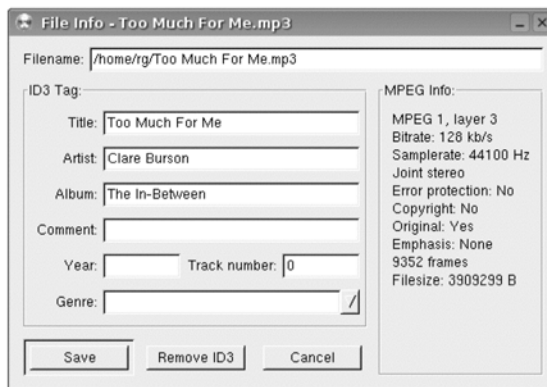 File Info - Too Much For Me.mp3
Filename: /home/rg/Too Much For Me.mp3
ID3 Tag:
Title: Too Much For Me
Artist: Clare Burson
Album: The In-Between
Comment:
Year: Track number: 0
Genre:
Save Remove ID3 Cancel
MPEG Info:
MPEG 1, layer 3
Bitrate: 128 kb/s
Samplerate: 44100 Hz
Joint stereo
Error protection: No
Copyright: No
Original: Yes
Emphasis: None
9352 frames
Filesize: 3909299 B